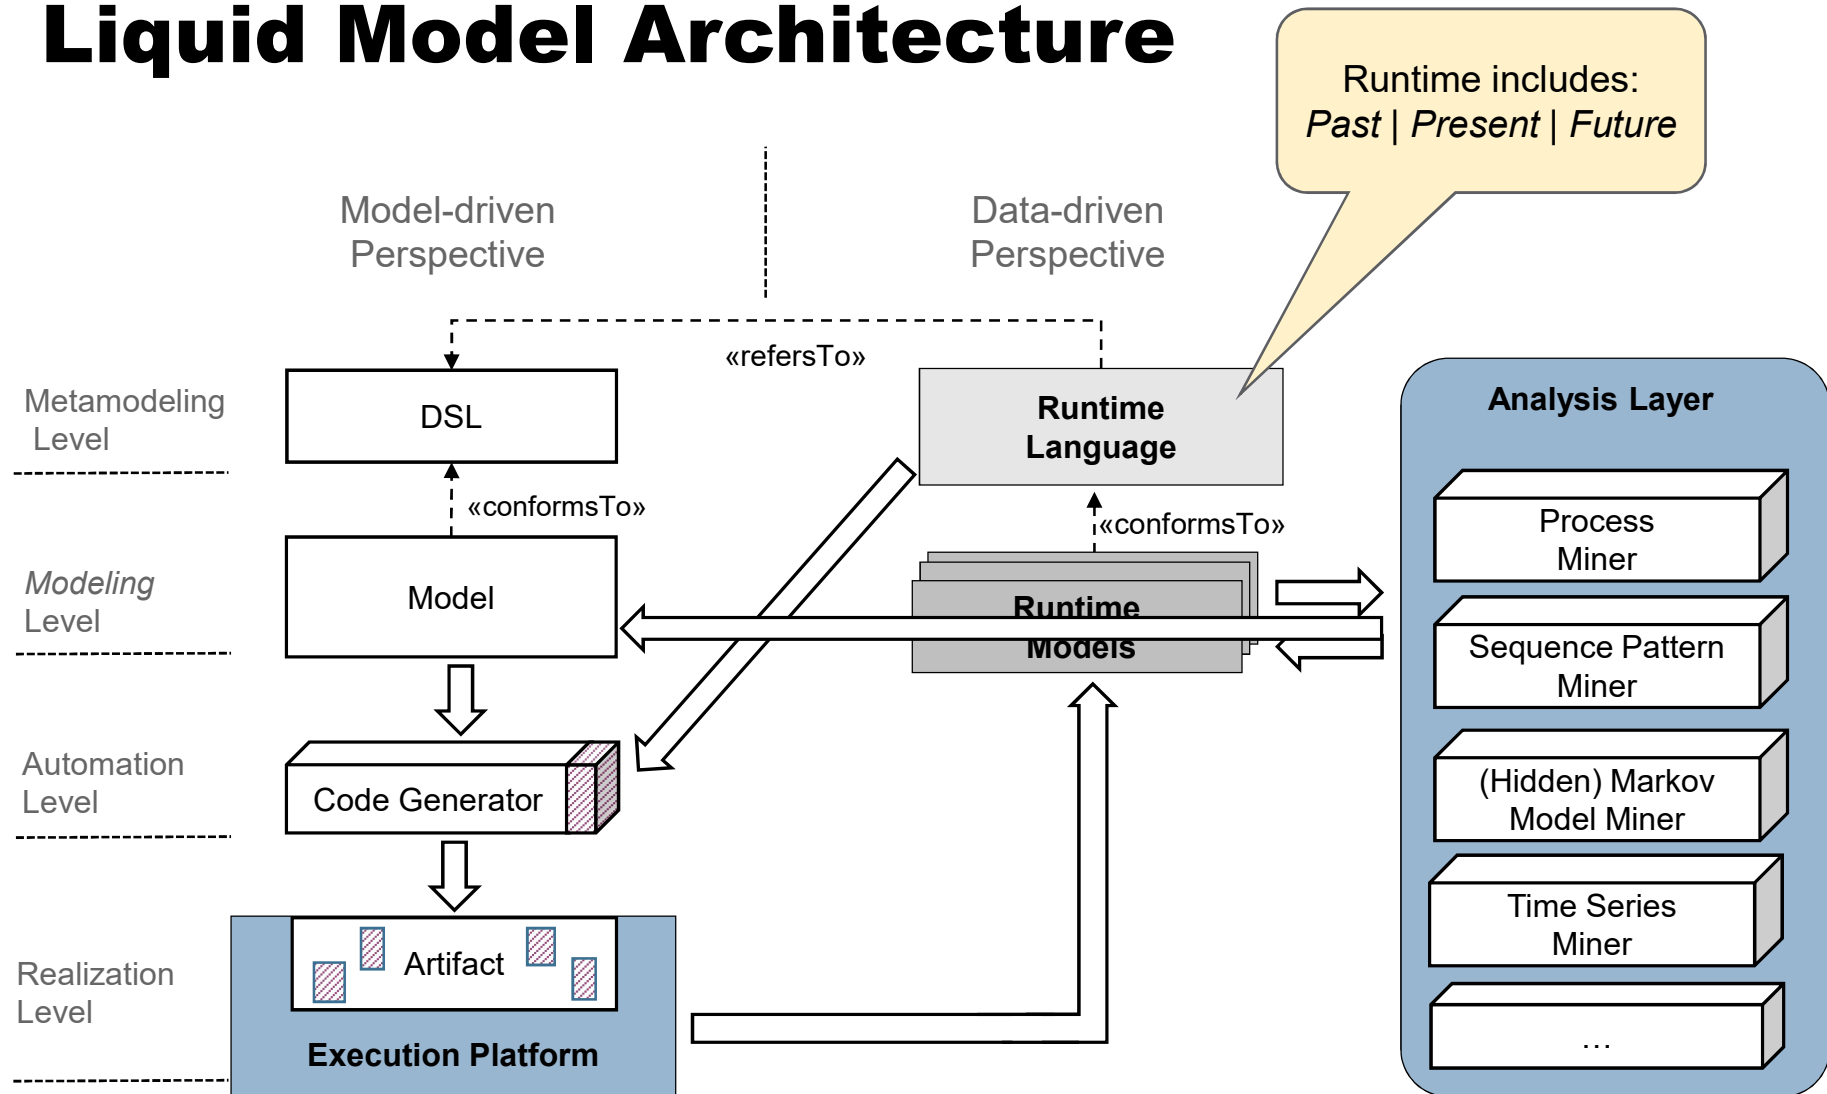 Liquid Model Architecture
Runtime includes:
Past | Present | Future
Model-driven
Perspective
Data-driven
Perspective
«refersTo»
Metamodeling
Level
DSL
Runtime
Language
Analysis Layer
«conformsTo»
«conformsTo»
Process
Miner
Modeling
Level
Model
Runtime
Models
Sequence Pattern
Miner
Automation
Level
Code Generator
(Hidden) Markov
Model Miner
Time Series
Miner
Realization
Level
Artifact
Execution Platform
...